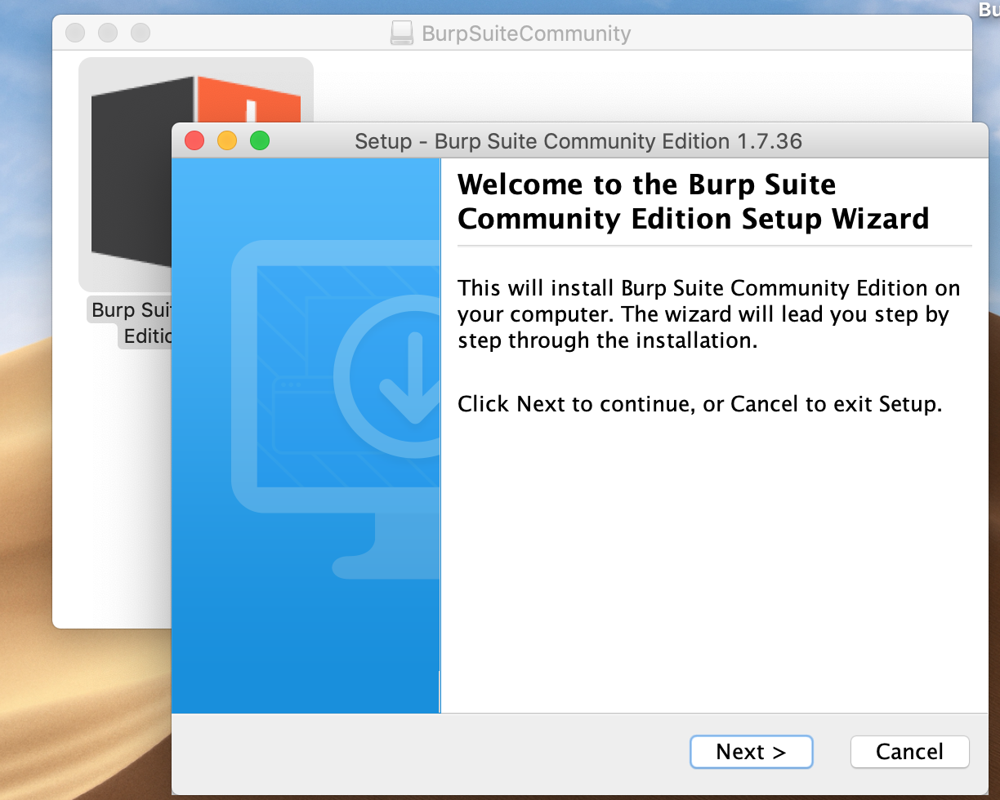 Bu
BurpSuiteCommunity
Setup - Burp Suite Community Edition 1.7.36
Welcome to the Burp Suite
Community Edition Setup Wizard
This will install Burp Suite Community Edition on
your computer. The wizard will lead you step by
step through the installation.
Click Next to continue, or Cancel to exit Setup.
Burp Sui
Editio
Next >
Cancel